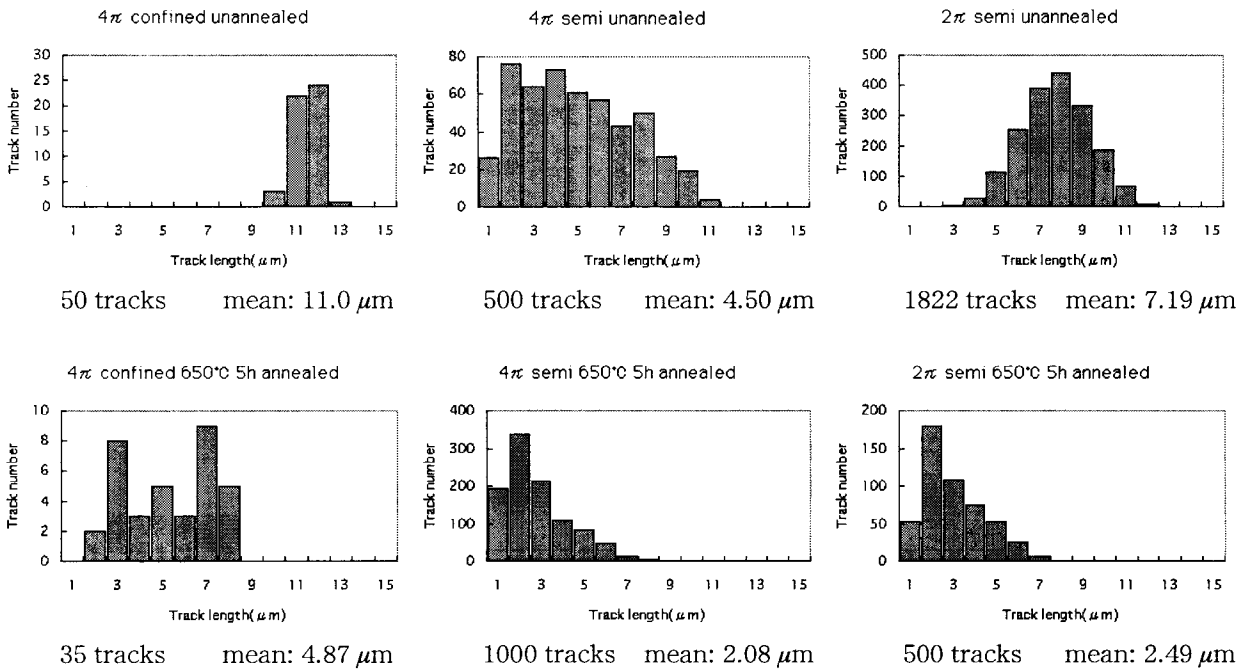 4π confined unannealed
30
25
20
15
10
5
0
Track number
1 3 5 7 9 11 13 15
Track length(μm)
50 tracks mean: 11.0 μm
4π semi unannealed
80
60
40
20
0
Track number
1 3 5 7 9 11 13 15
Track length(μm)
500 tracks mean: 4.50 μm
2π semi unannealed
500
400
300
200
100
0
Track number
1 3 5 7 9 11 13 15
Track length(μm)
1822 tracks mean: 7.19 μm
4π confined 650°C 5h annealed
10
8
6
4
2
0
Track number
1 3 5 7 9 11 13 15
Track length(μm)
35 tracks mean: 4.87 μm
4π semi 650°C 5h annealed
400
300
200
100
0
Track number
1 3 5 7 9 11 13 15
Track length(μm)
1000 tracks mean: 2.08 μm
2π semi 650°C 5h annealed
200
150
100
50
0
Track number
1 3 5 7 9 11 13 15
Track length(μm)
500 tracks mean: 2.49 μm